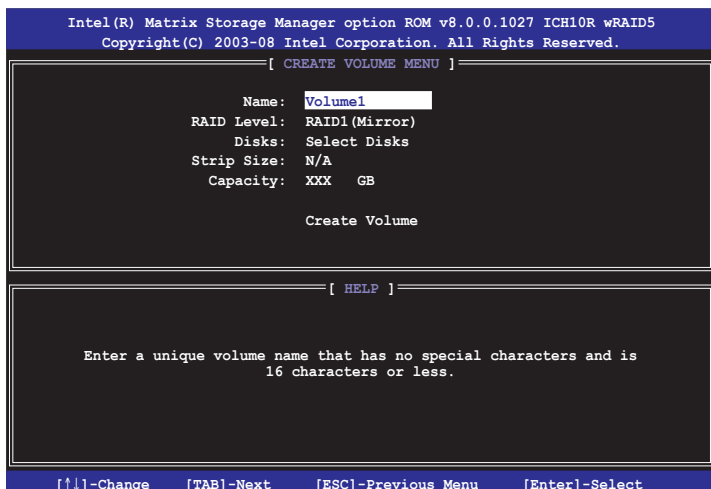 Intel(R) Matrix Storage Manager option ROM v8.0.0.1027 ICH10R wRAID5
Copyright(C) 2003-08 Intel Corporation. All Rights Reserved.
[ CREATE VOLUME MENU ]
Name: Volume1
RAID Level: RAID1(Mirror)
Disks: Select Disks
Strip Size: N/A
Capacity: XXX GB
Create Volume
[ HELP ]
Enter a unique volume name that has no special characters and is
16 characters or less.
[↑↓]-Change [TAB]-Next [ESC]-Previous Menu [Enter]-Select